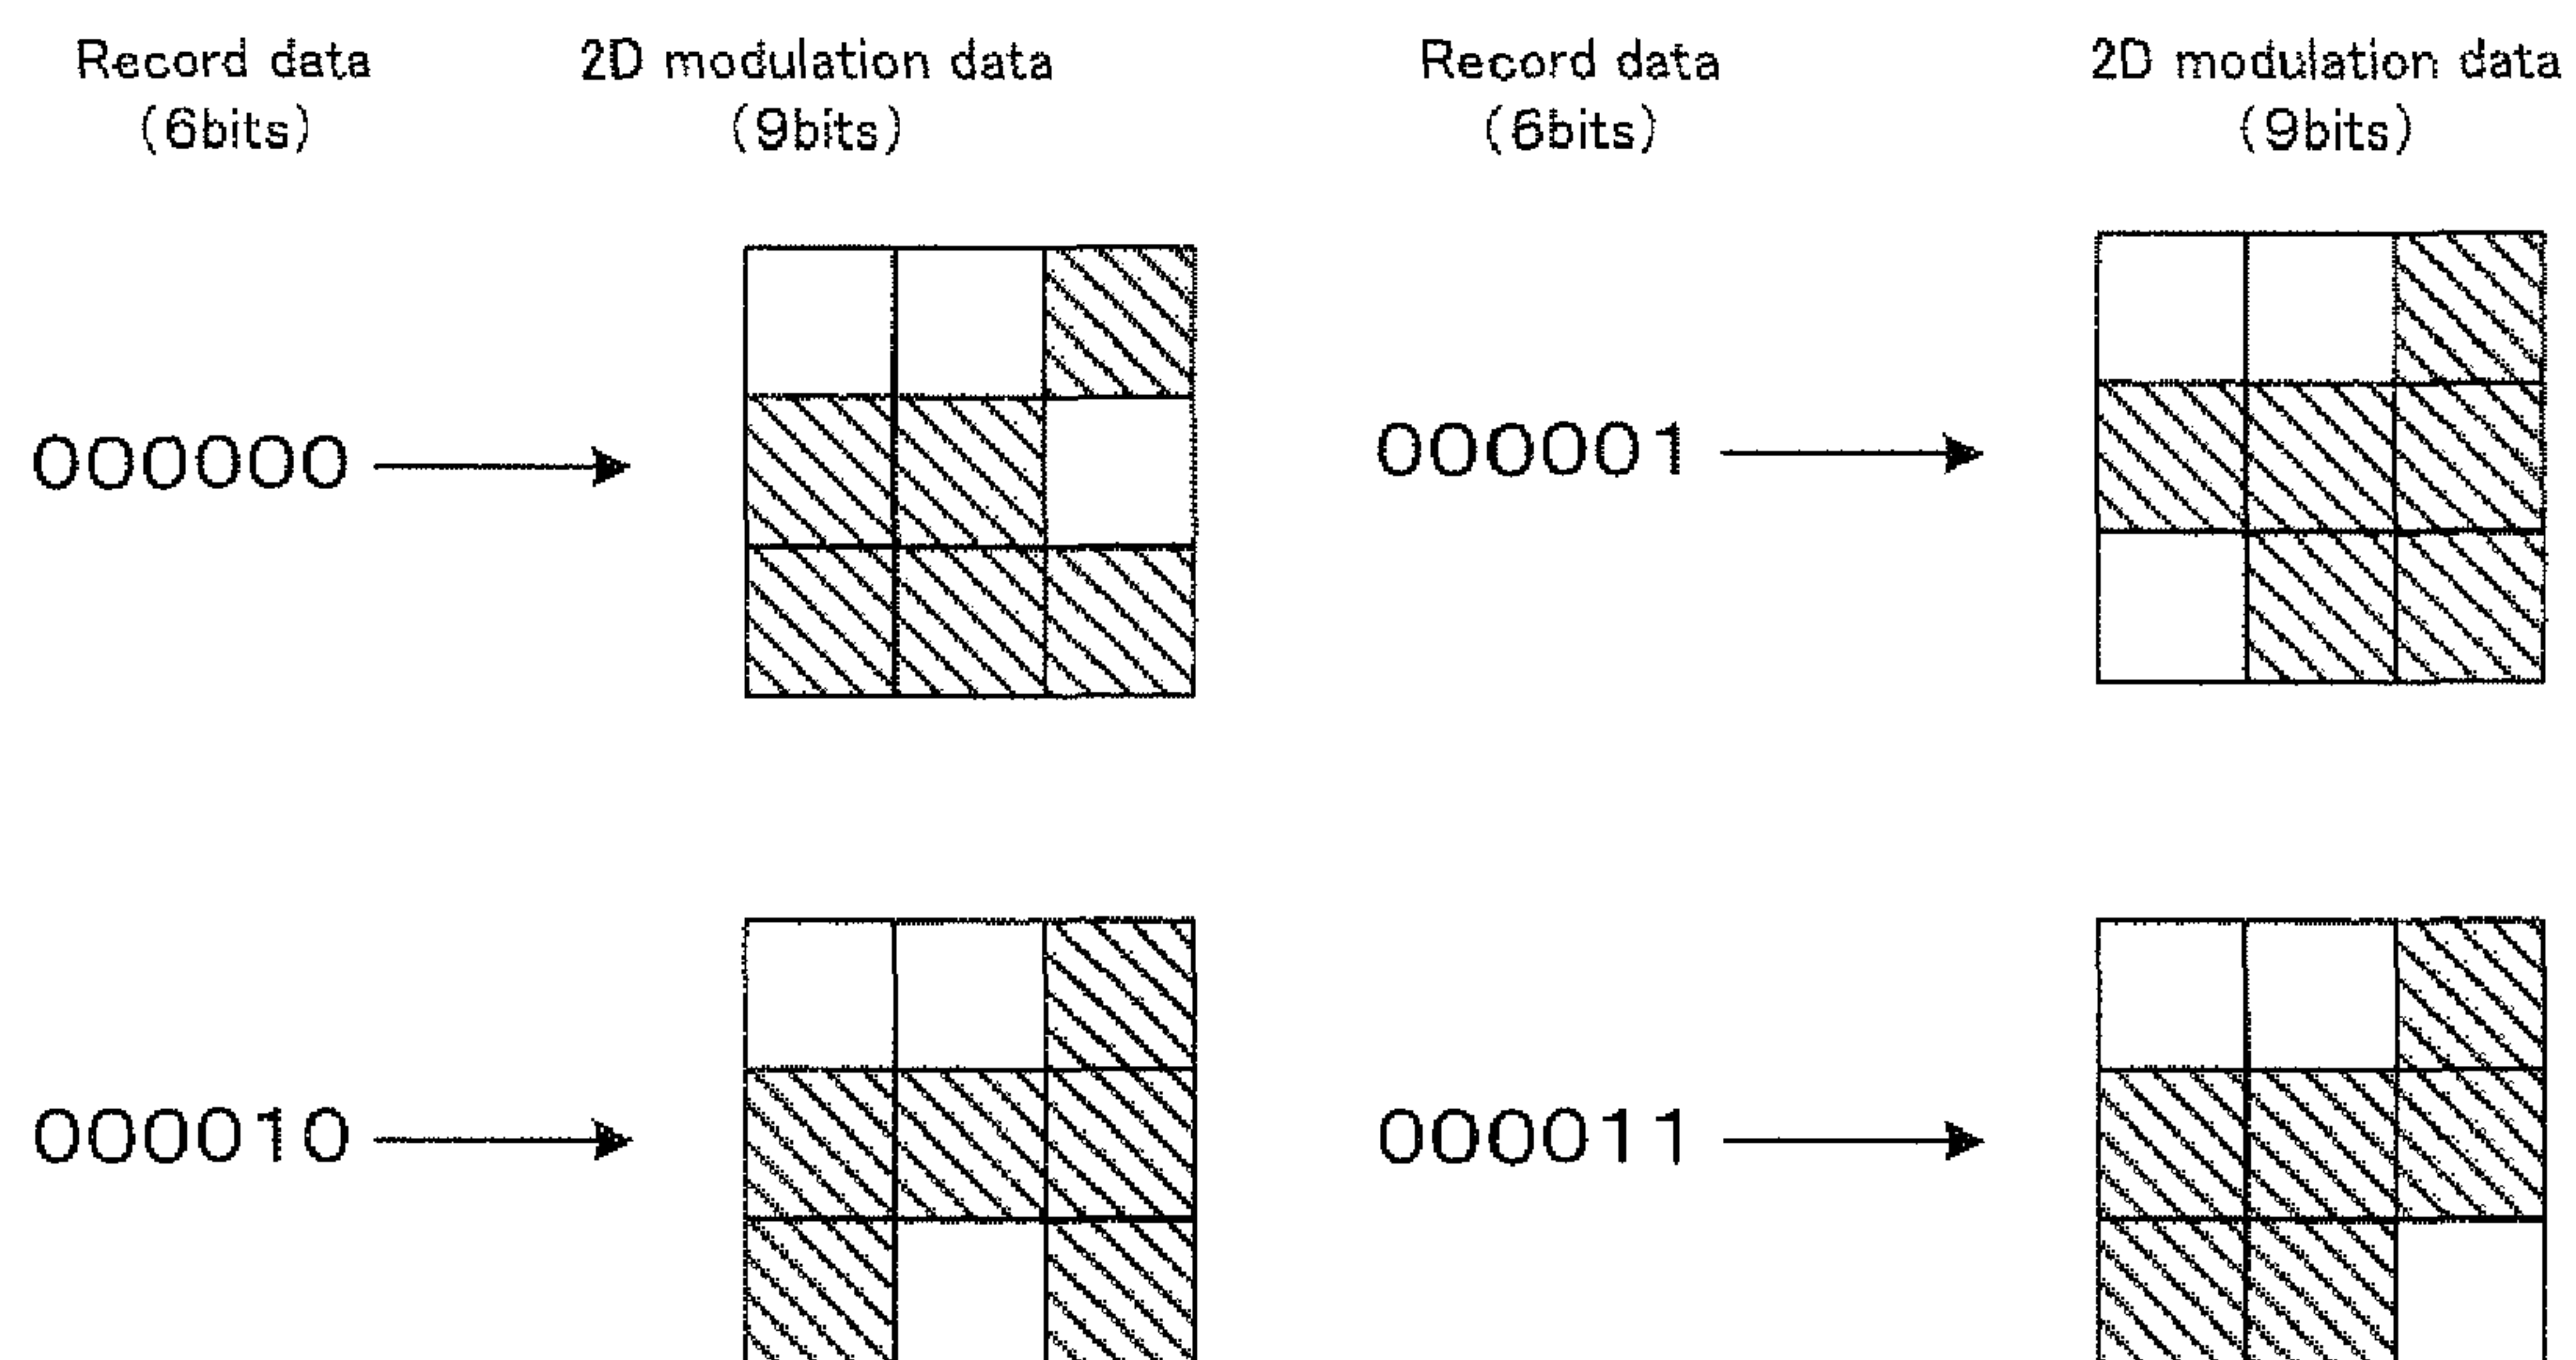 Record data 2D modulation data Record data 2D modulation data
(6bits) (9bits) (6bits) (9bits)
000000 000001
000010 000011